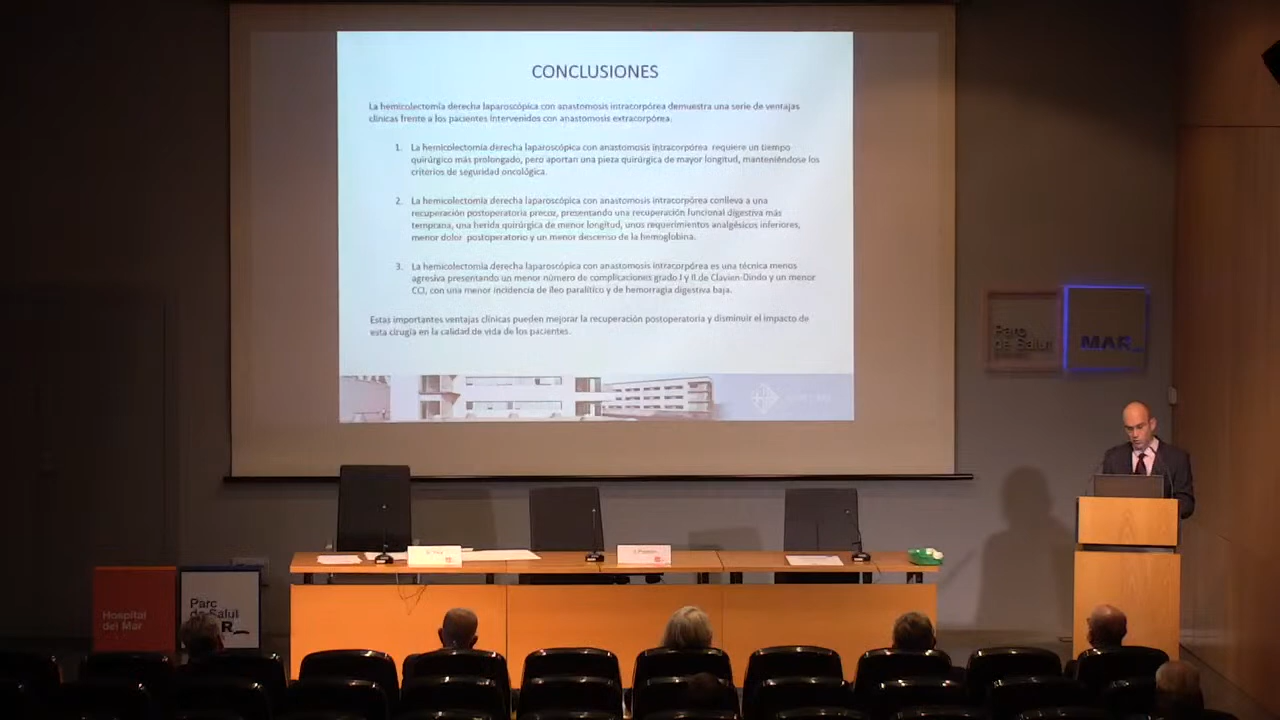 CONCLUSIONES
La hemicolectomía derecha laparoscópica con anastomosis intracorpórea demuestra una serie de ventajas
clínicas frente a los pacientes intervenidos con anastomosis extracorpórea.
1. La hemicolectomía derecha laparoscópica con anastomosis intracorpórea requiere un tiempo
quirúrgico más prolongado, pero aportan una pieza quirúrgica de mayor longitud, manteniéndose los
criterios de seguridad oncológica.
2. La hemicolectomía derecha laparoscópica con anastomosis intracorpórea conlleva a una
recuperación postoperatoria precoz, presentando una recuperación funcional digestiva más
temprana, una herida quirúrgica de menor longitud, unos requerimientos analgésicos inferiores,
menor dolor postoperatorio y un menor descenso de la hemoglobina.
3. La hemicolectomía derecha laparoscópica con anastomosis intracorpórea es una técnica menos
agresiva presentando un menor número de complicaciones grado I y II de Clavien-Dindo y un menor
CCI, con una menor incidencia de íleo paralítico y de hemorragia digestiva baja.
Estas importantes ventajas clínicas pueden mejorar la recuperación postoperatoria y disminuir el impacto de
esta cirugía en la calidad de vida de los pacientes.
Parc
de Salut
MAR_
Hospital
del Mar
Parc
de Salut